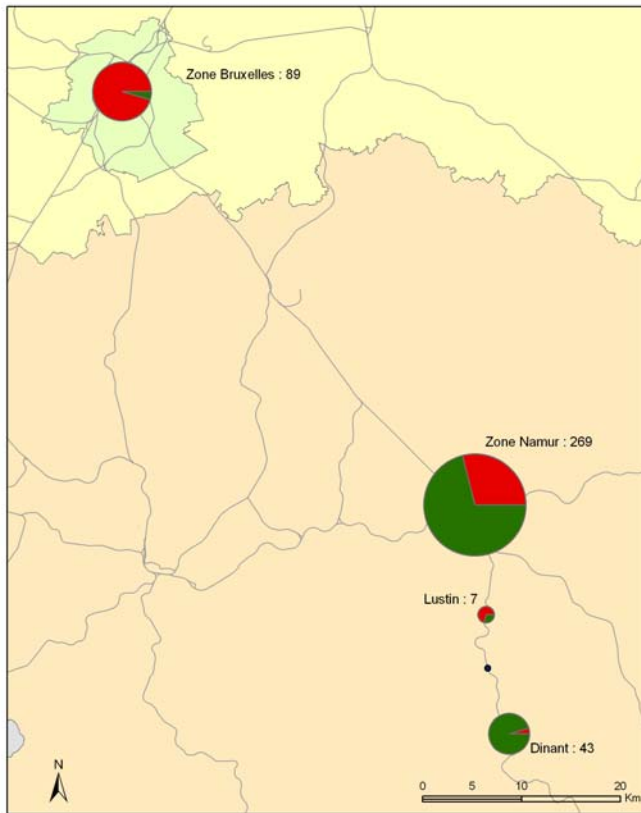 Zone Bruxelles : 89
Zone Namur : 269
Lustin : 7
Dinant : 43
N
0 5 10 20
Km